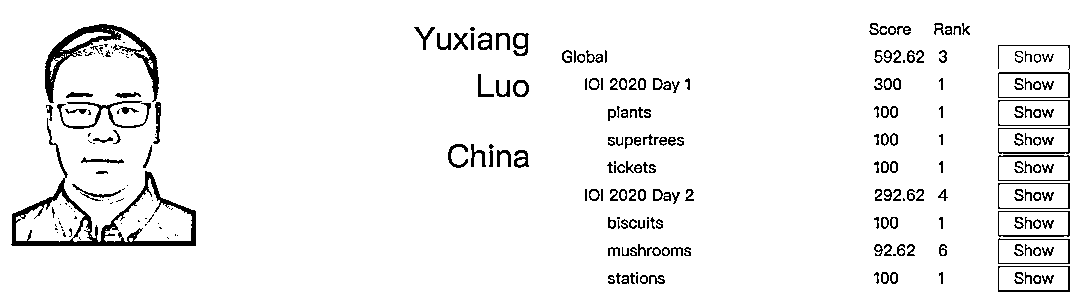 Yuxiang
Luo
China
Score Rank
Global 592.62 3 Show
IOI 2020 Day 1 300 1 Show
plants 100 1 Show
supertrees 100 1 Show
tickets 100 1 Show
IOI 2020 Day 2 292.62 4 Show
biscuits 100 1 Show
mushrooms 92.62 6 Show
stations 100 1 Show